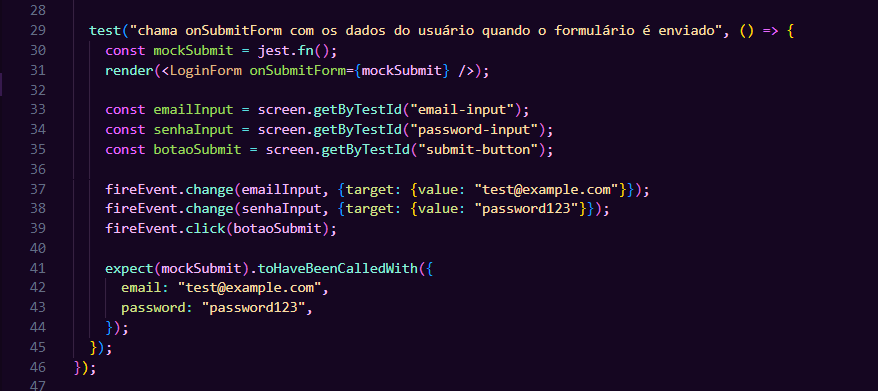 28
29 test("chama onSubmitForm com os dados do usuário quando o formulário é enviado", () => {
30 const mockSubmit = jest.fn();
31 render(<LoginForm onSubmitForm={mockSubmit} />);
32
33 const emailInput = screen.getByTestId("email-input");
34 const senhaInput = screen.getByTestId("password-input");
35 const botaoSubmit = screen.getByTestId("submit-button");
36
37 fireEvent.change(emailInput, {target: {value: "test@example.com"}});
38 fireEvent.change(senhaInput, {target: {value: "password123"}});
39 fireEvent.click(botaoSubmit);
40
41 expect(mockSubmit).toHaveBeenCalledWith({
42 email: "test@example.com",
43 password: "password123",
44 });
45 });
46 });
47